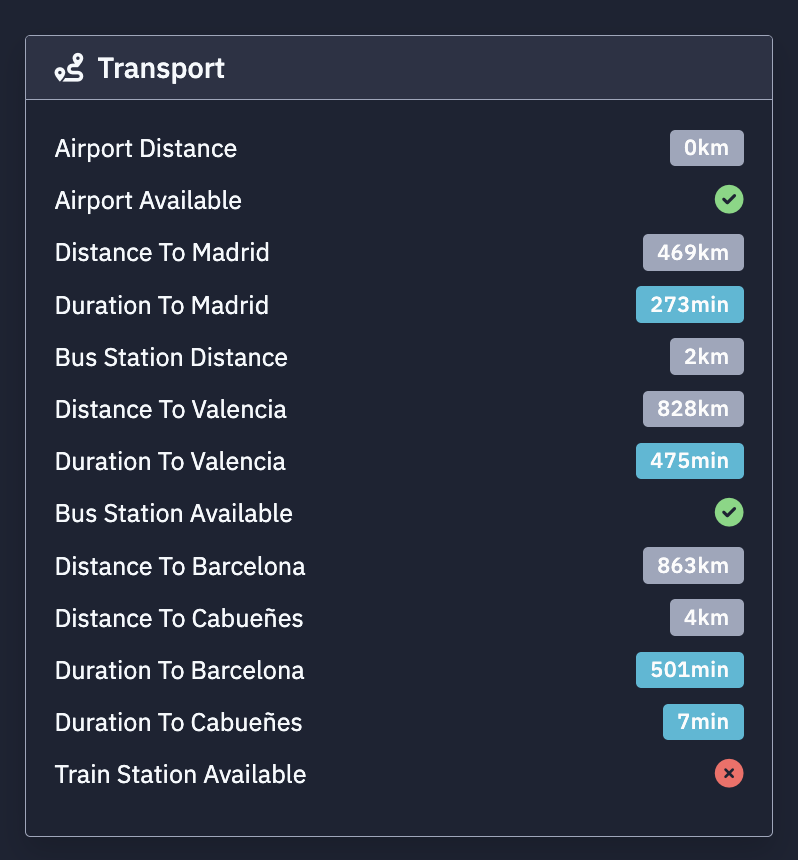 Transport
Airport Distance 0km
Airport Available
Distance To Madrid 469km
Duration To Madrid 273min
Bus Station Distance 2km
Distance To Valencia 828km
Duration To Valencia 475min
Bus Station Available
Distance To Barcelona 863km
Distance To Cabueñes 4km
Duration To Barcelona 501min
Duration To Cabueñes 7min
Train Station Available